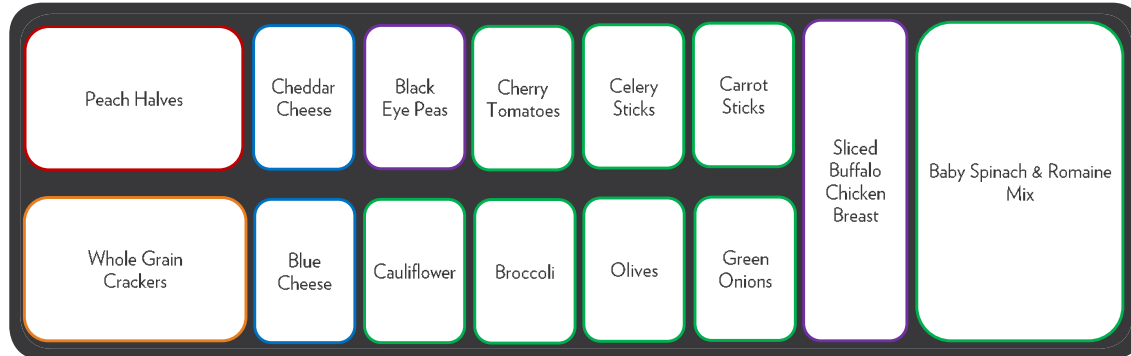 Peach Halves
Cheddar
Cheese
Black
Eye Peas
Cherry
Tomatoes
Celery
Sticks
Carrot
Sticks
Sliced
Buffalo
Chicken
Breast
Baby Spinach & Romaine
Mix
Whole Grain
Crackers
Blue
Cheese
Cauliflower
Broccoli
Olives
Green
Onions